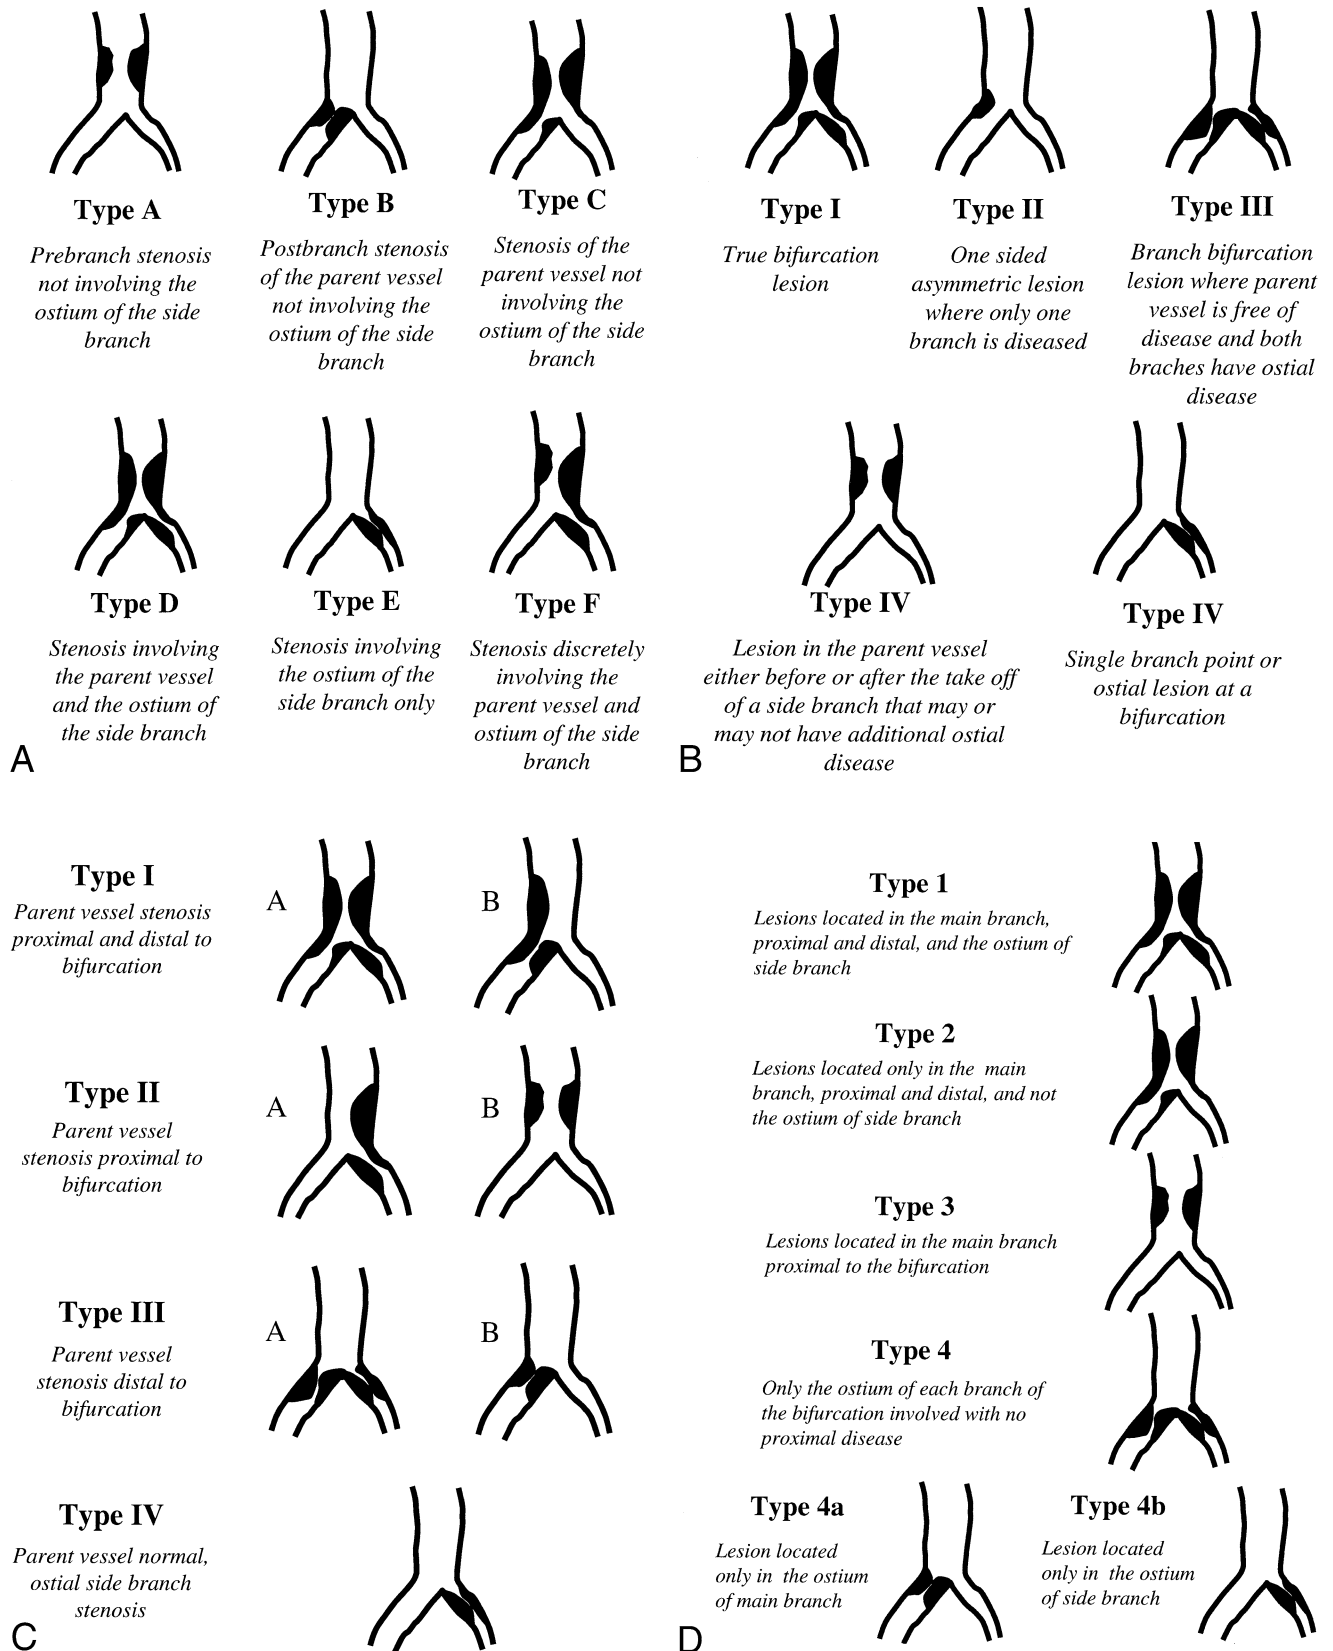 Type A
Prebranch stenosis
not involving the
ostium of the side
branch
Type B
Postbranch stenosis
of the parent vessel
not involving the
ostium of the side
branch
Type C
Stenosis of the
parent vessel not
involving the
ostium of the side
branch
Type D
Stenosis involving
the parent vessel
and the ostium of
the side branch
Type E
Stenosis involving
the ostium of the
side branch only
Type F
Stenosis discretely
involving the
parent vessel and
ostium of the side
branch
A
Type I
True bifurcation
lesion
Type II
One sided
asymmetric lesion
where only one
branch is diseased
Type III
Branch bifurcation
lesion where parent
vessel is free of
disease and both
braches have ostial
disease
Type IV
Lesion in the parent vessel
either before or after the take off
of a side branch that may or
may not have additional ostial
disease
Type IV
Single branch point or
ostial lesion at a
bifurcation
B
Type I
Parent vessel stenosis
proximal and distal to
bifurcation
A
B
Type II
Parent vessel
stenosis proximal to
bifurcation
A
B
Type III
Parent vessel
stenosis distal to
bifurcation
A
B
Type IV
Parent vessel normal,
ostial side branch
stenosis
C
Type 1
Lesions located in the main branch,
proximal and distal, and the ostium of
side branch
Type 2
Lesions located only in the main
branch, proximal and distal, and not
the ostium of side branch
Type 3
Lesions located in the main branch
proximal to the bifurcation
Type 4
Only the ostium of each branch of
the bifurcation involved with no
proximal disease
Type 4a
Lesion located
only in the ostium
of main branch
Type 4b
Lesion located
only in the ostium
of side branch
D